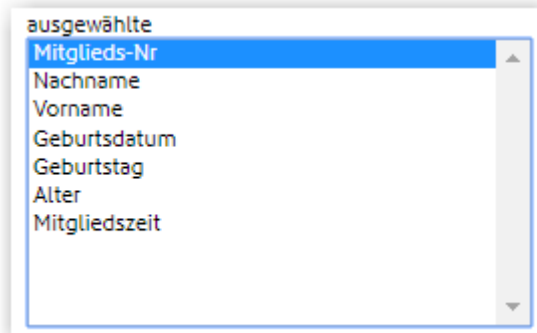 ausgewählte
Mitglieds-Nr
Nachname
Vorname
Geburtsdatum
Geburtstag
Alter
Mitgliedszeit